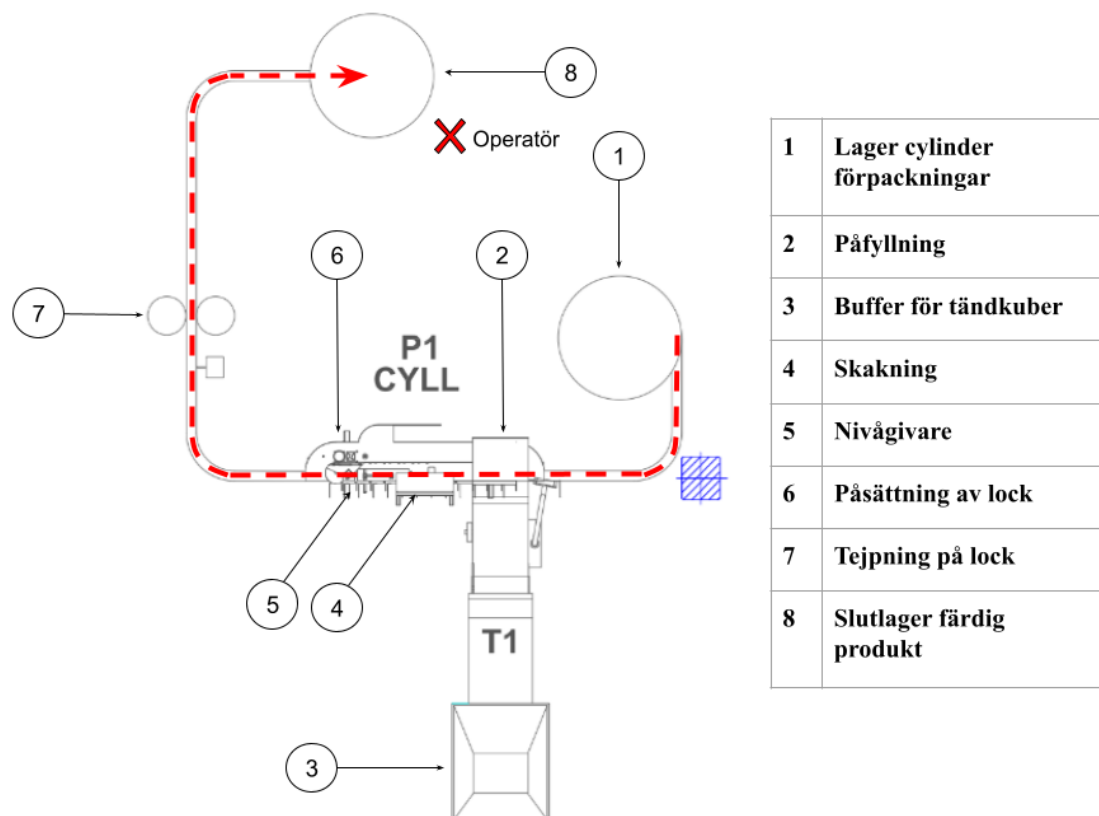 8
Operatör
1
6
2
7
P1
CYLL
5
4
T1
3
1 Lager cylinder
förpackningar
2 Påfyllning
3 Buffer för tändkuber
4 Skakning
5 Nivågivare
6 Påsättning av lock
7 Tejpning på lock
8 Slutlager färdig
produkt